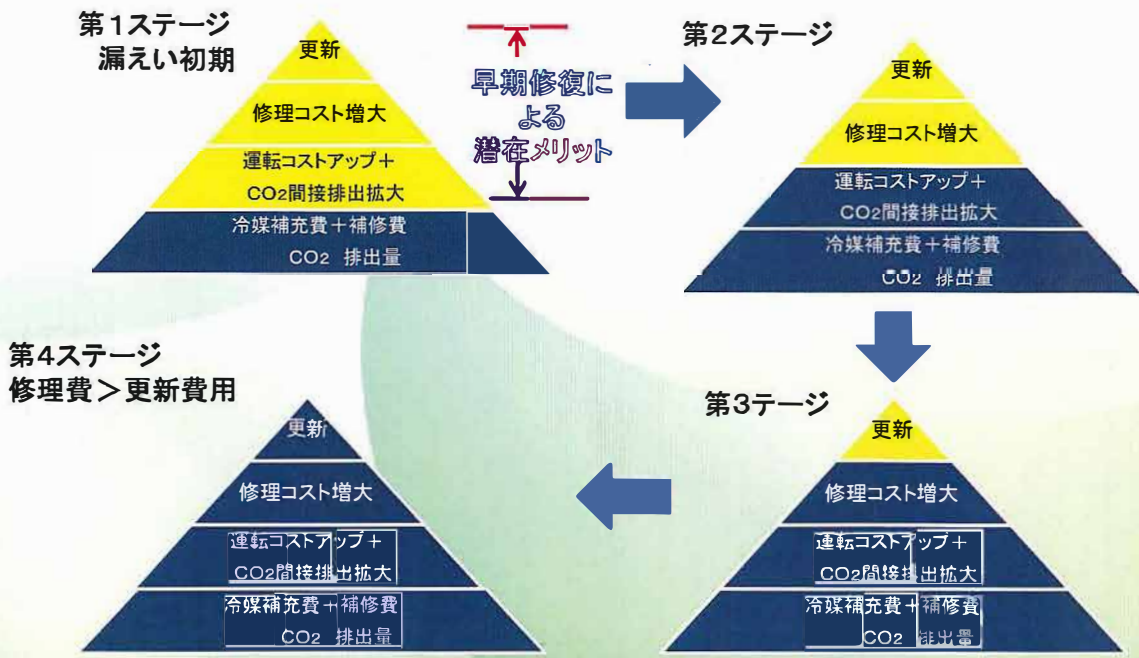 第1ステージ
漏えい初期
更新
修理コスト増大
運転コストアップ＋
CO2間接排出拡大
冷媒補充費＋補修費
CO2 排出量
早期修復に
よる
潜在メリット
第2ステージ
更新
修理コスト増大
運転コストアップ＋
CO2間接排出拡大
冷媒補充費＋補修費
CO2 排出量
第3テージ
更新
修理コスト増大
運転コストアップ＋
CO2間接排出拡大
冷媒補充費＋補修費
CO2 排出量
第4ステージ
修理費＞更新費用
更新
修理コスト増大
運転コストアップ＋
CO2間接排出拡大
冷媒補充費＋補修費
CO2 排出量